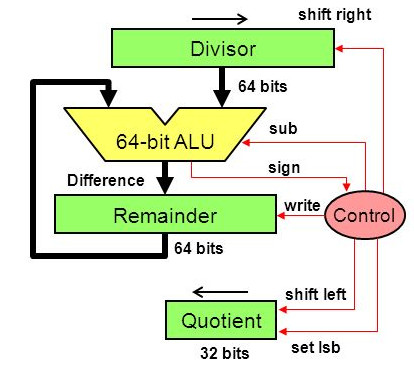 shift right
Divisor
64 bits
sub
64-bit ALU
sign
Difference
write
Remainder
Control
64 bits
shift left
Quotient
set lsb
32 bits